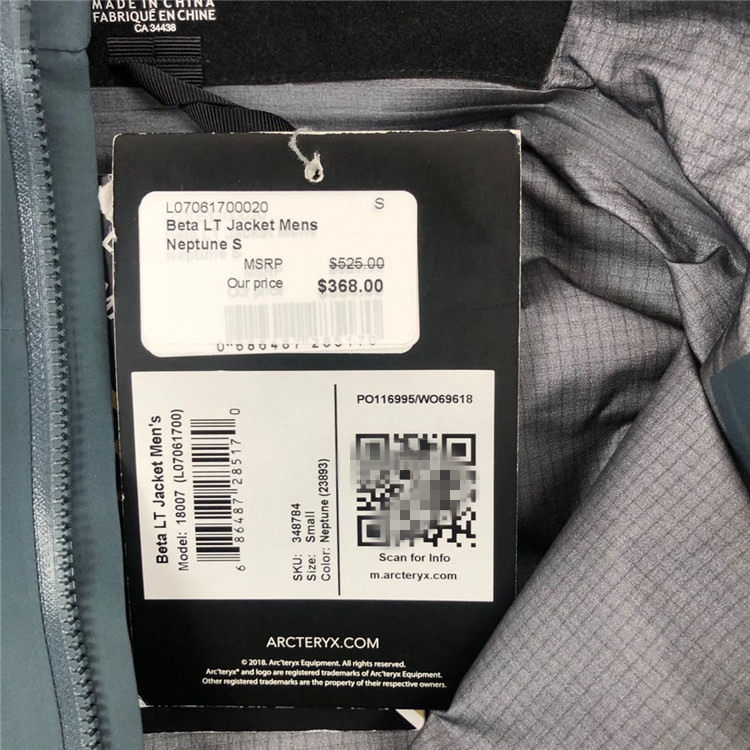 MADE IN CHINA
FABRIQUÉ EN CHINE
CA 34438
L07061700020 S
Beta LT Jacket Mens
Neptune S
MSRP $525.00
Our price $368.00
Beta LT Jacket Men's
Model: 18007 (L07061700)
6 86487 28517 0
SKU: 348784
Size: Small
Color: Neptune (23893)
PO116995/WO69618
Scan for Info
m.arcteryx.com
ARCTERYX.COM
© 2018. Arc'teryx Equipment. All rights reserved.
Arc'teryx® and logo are registered trademarks of Arc'teryx Equipment.
Other registered trademarks are the property of their respective owners.